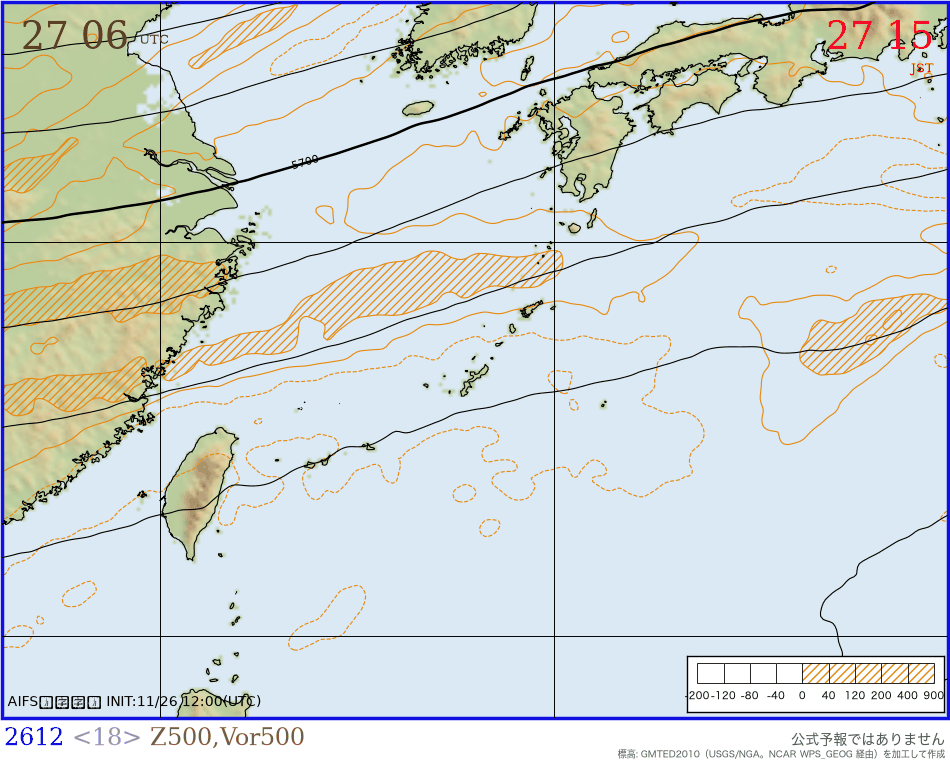 27 06 UTC
27 15
JST
5700
-200 -120 -80 -40 0 40 120 200 400 900
AIFS INIT:11/26 12:00(UTC)
2612 <18> Z500,Vor500
公式予報ではありません
標高: GMTED2010（USGS/NGA。NCAR WPS_GEOG 経由）を加工して作成